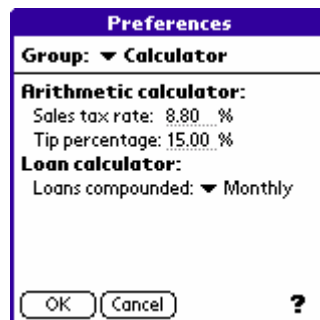 Preferences
Group: Calculator
Arithmetic calculator:
Sales tax rate: 8.80 %
Tip percentage: 15.00 %
Loan calculator:
Loans compounded: Monthly
OK Cancel ?